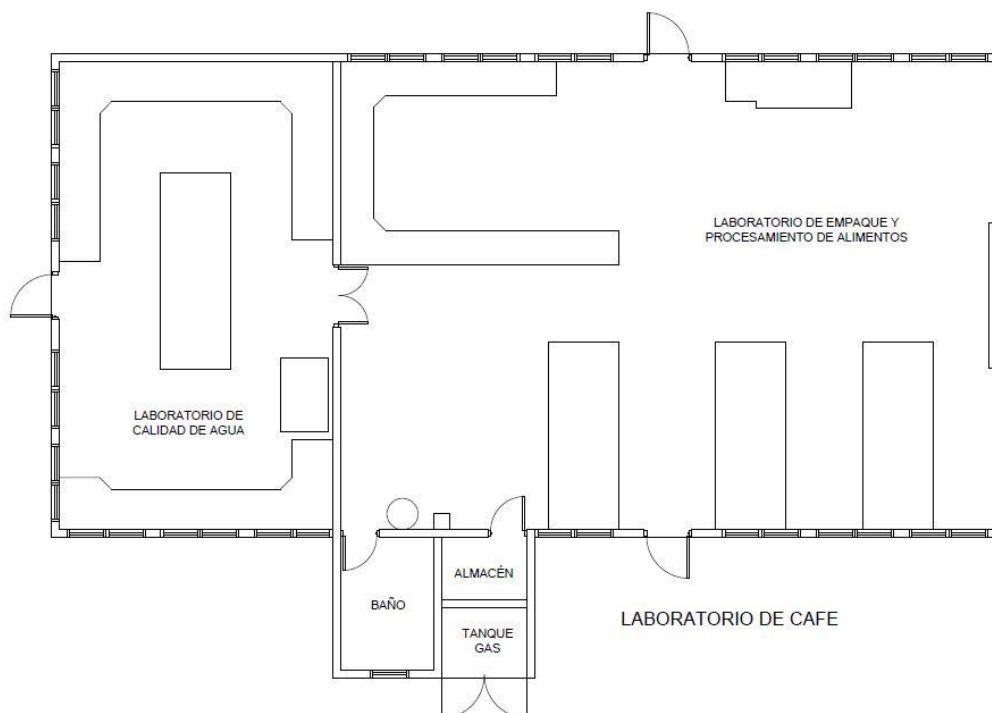 LABORATORIO DE EMPAQUE Y
PROCESAMIENTO DE ALIMENTOS
LABORATORIO DE
CALIDAD DE AGUA
ALMACÉN
BAÑO
LABORATORIO DE CAFE
TANQUE
GAS